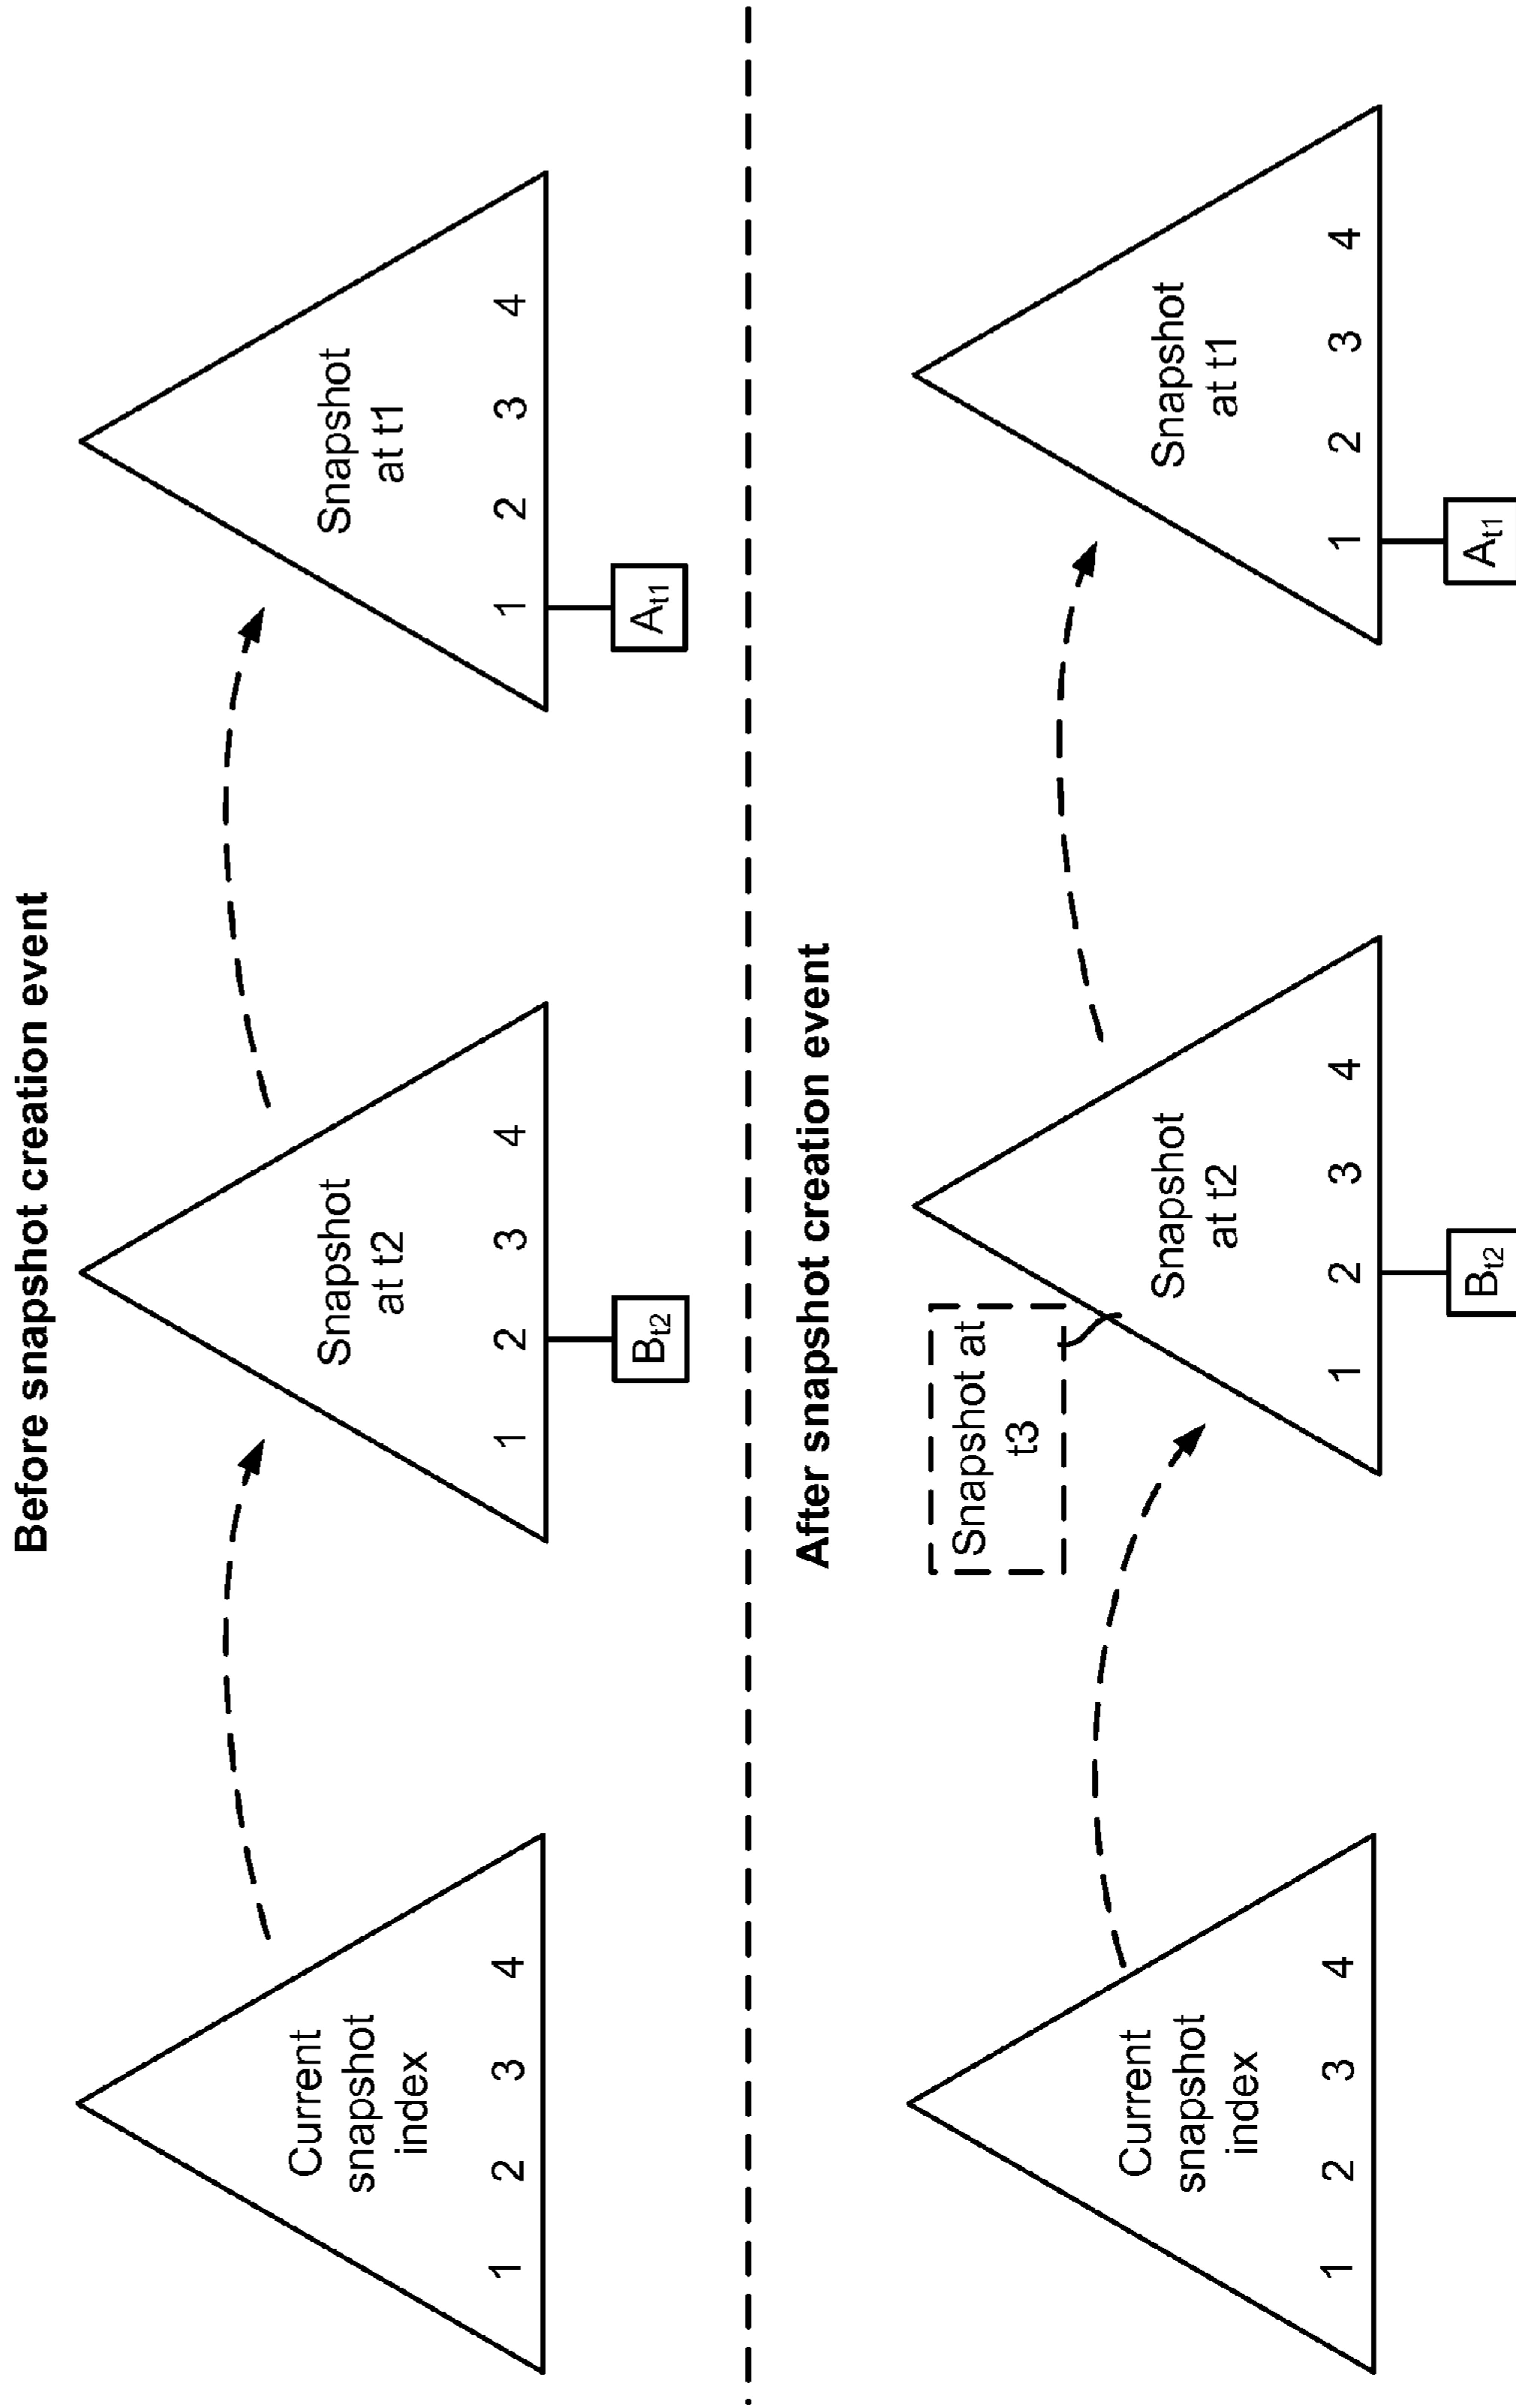 Before snapshot creation event
Current
snapshot
index
1 2 3 4
Snapshot
at t2
1 2 3 4
Bt2
Snapshot
at t1
1 2 3 4
At1
After snapshot creation event
Current
snapshot
index
1 2 3 4
Snapshot at
t3
Snapshot
at t2
1 2 3 4
Bt2
Snapshot
at t1
1 2 3 4
At1